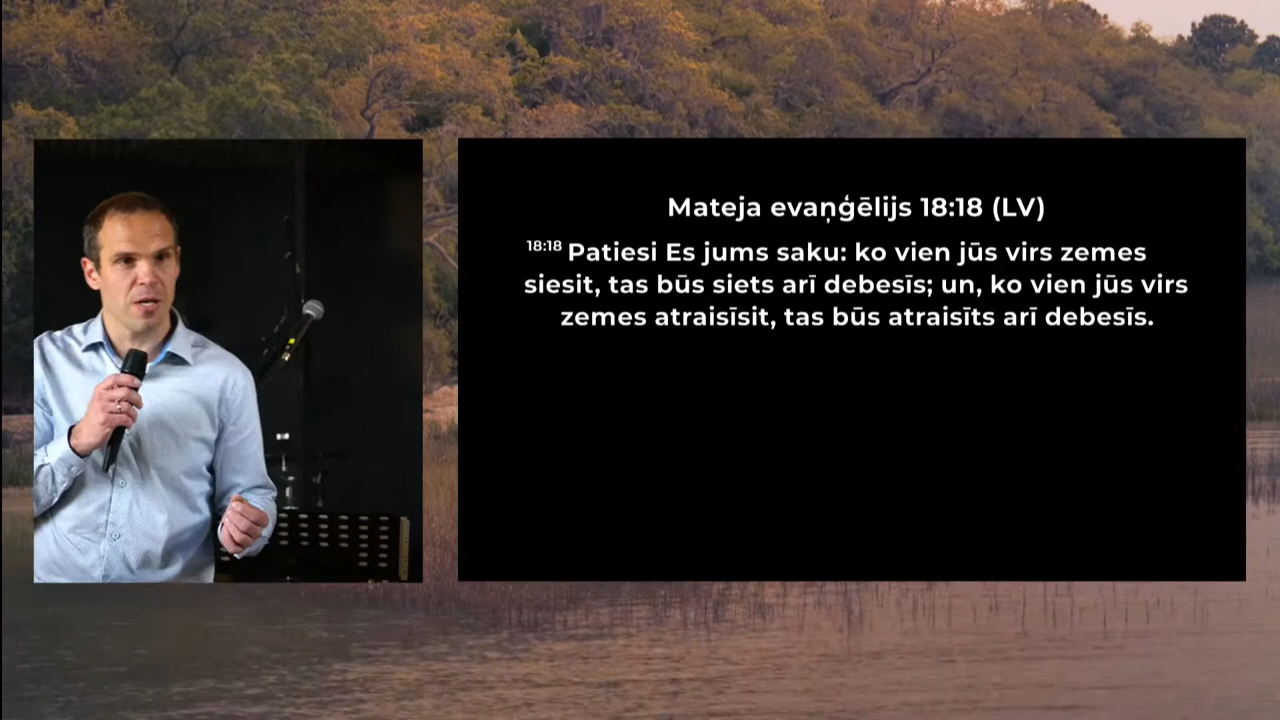 Mateja evaņģēlijs 18:18 (LV)
18:18 Patiesi Es jums saku: ko vien jūs virs zemes
siesit, tas būs siets arī debesīs; un, ko vien jūs virs
zemes atraisīsit, tas būs atraisīts arī debesīs.